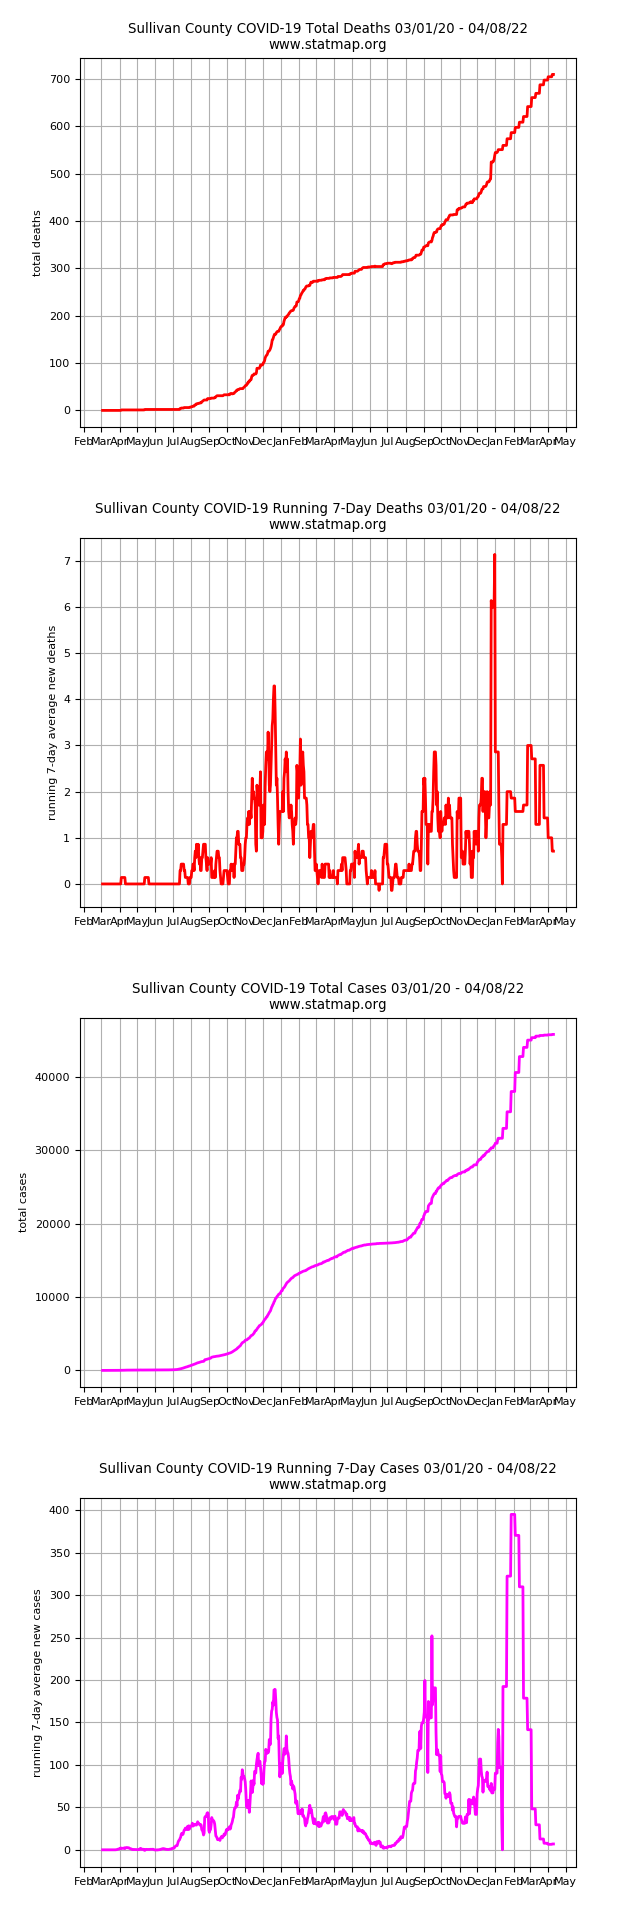 Sullivan County COVID-19 Total Deaths 03/01/20 - 04/08/22
www.statmap.org
700
600
500
400
300
200
100
0
total deaths
Feb Mar Apr May Jun Jul Aug Sep Oct Nov Dec Jan Feb Mar Apr May Jun Jul Aug Sep Oct Nov Dec Jan Feb Mar Apr May
Sullivan County COVID-19 Running 7-Day Deaths 03/01/20 - 04/08/22
www.statmap.org
7
6
5
4
3
2
1
0
running 7-day average new deaths
Feb Mar Apr May Jun Jul Aug Sep Oct Nov Dec Jan Feb Mar Apr May Jun Jul Aug Sep Oct Nov Dec Jan Feb Mar Apr May
Sullivan County COVID-19 Total Cases 03/01/20 - 04/08/22
www.statmap.org
40000
30000
20000
10000
0
total cases
Feb Mar Apr May Jun Jul Aug Sep Oct Nov Dec Jan Feb Mar Apr May Jun Jul Aug Sep Oct Nov Dec Jan Feb Mar Apr May
Sullivan County COVID-19 Running 7-Day Cases 03/01/20 - 04/08/22
www.statmap.org
400
350
300
250
200
150
100
50
0
running 7-day average new cases
Feb Mar Apr May Jun Jul Aug Sep Oct Nov Dec Jan Feb Mar Apr May Jun Jul Aug Sep Oct Nov Dec Jan Feb Mar Apr May